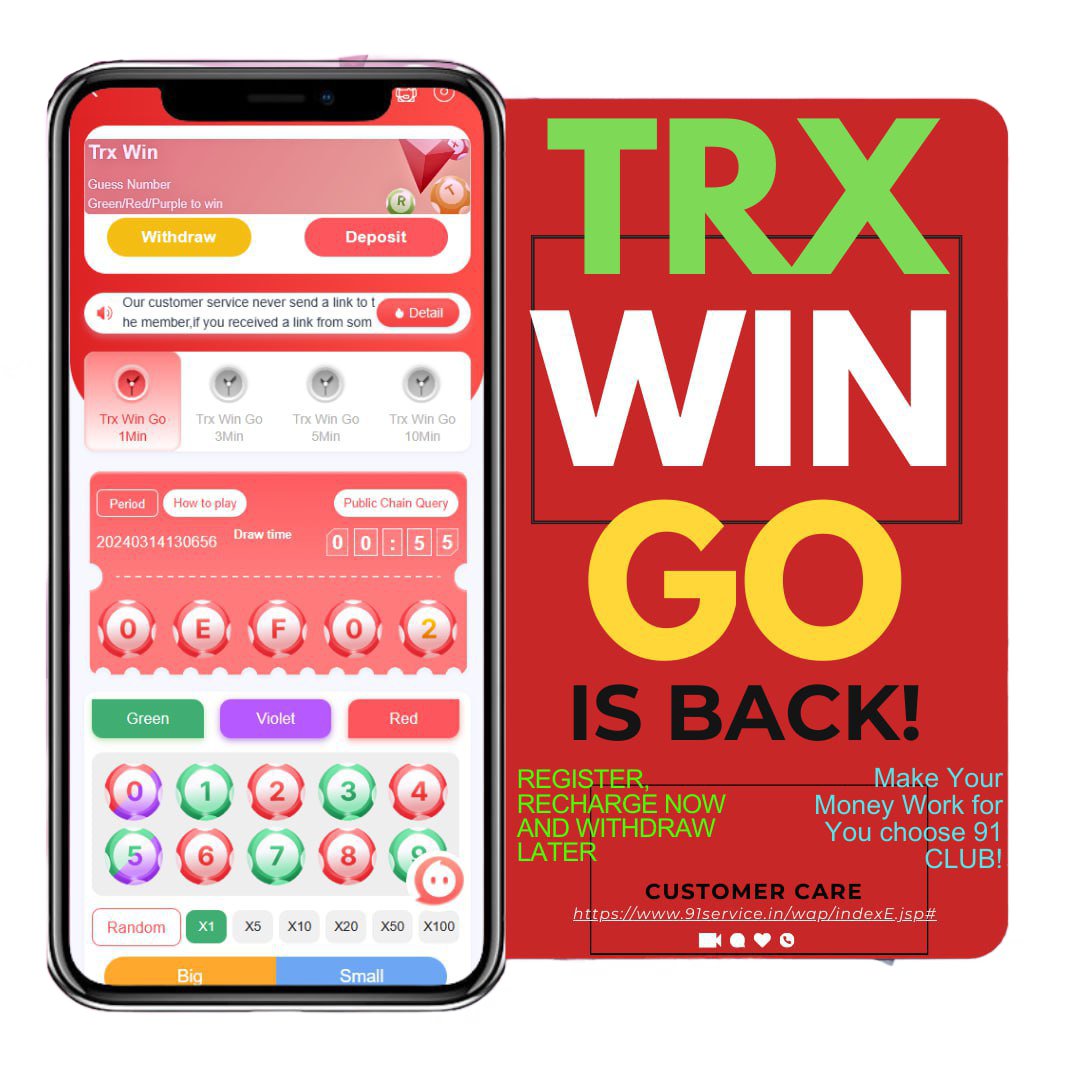 Trx Win
Guess Number
Green/Red/Purple to win
R
T
Withdraw
Deposit
Our customer service never send a link to t
he member,if you received a link from som
Detail
Trx Win Go
1Min
Trx Win Go
3Min
Trx Win Go
5Min
Trx Win Go
10Min
Period
How to play
Public Chain Query
20240314130656
Draw time
00:55
0 E F 0 2
Green
Violet
Red
0 1 2 3 4
5 6 7 8 9
Random
X1
X5
X10
X20
X50
X100
Big
Small
TRX
WIN
GO
IS BACK!
REGISTER,
RECHARGE NOW
AND WITHDRAW
LATER
Make Your
Money Work for
You choose 91
CLUB!
CUSTOMER CARE
https://www.91service.in/wap/indexE.jsp#